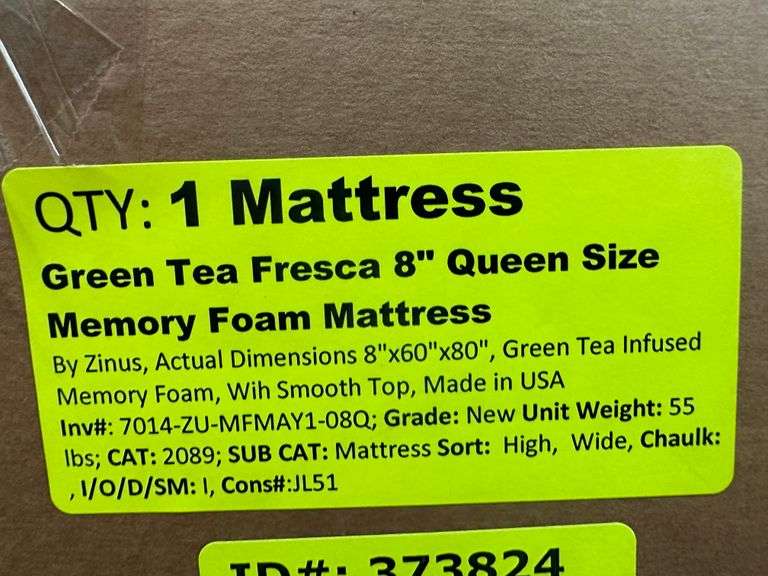 QTY: 1 Mattress
Green Tea Fresca 8" Queen Size
Memory Foam Mattress
By Zinus, Actual Dimensions 8"x60"x80", Green Tea Infused
Memory Foam, Wih Smooth Top, Made in USA
Inv#: 7014-ZU-MFMAY1-08Q; Grade: New Unit Weight: 55
lbs; CAT: 2089; SUB CAT: Mattress Sort: High, Wide, Chaulk:
, I/O/D/SM: I, Cons#:JL51
ID#: 373824